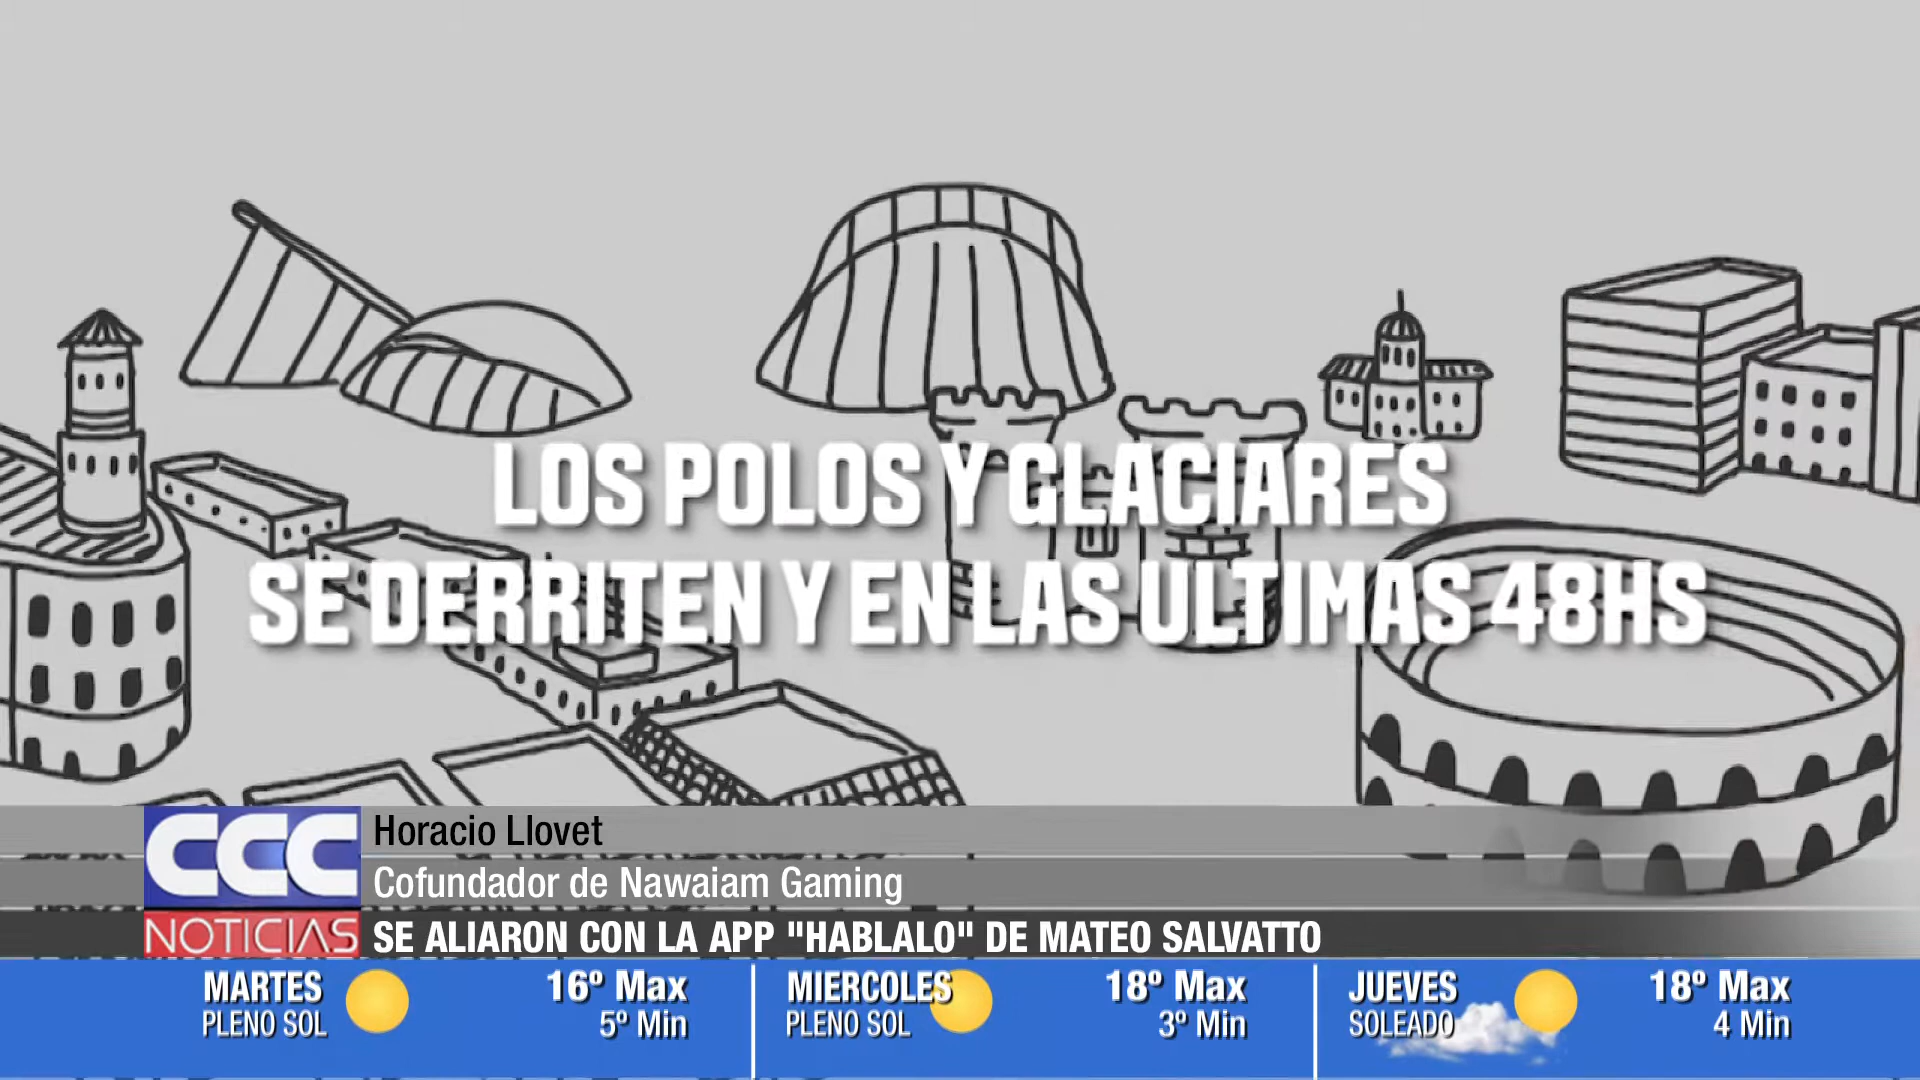 LOS POLOS Y GLACIARES
SE DERRITEN Y EN LAS ULTIMAS 48HS
CCC
NOTICIAS
Horacio Llovet
Cofundador de Nawaiam Gaming
SE ALIARON CON LA APP "HABLALO" DE MATEO SALVATTO
MARTES
PLENO SOL
16º Max
5º Min
MIERCOLES
PLENO SOL
18º Max
3º Min
JUEVES
SOLEADO
18º Max
4 Min